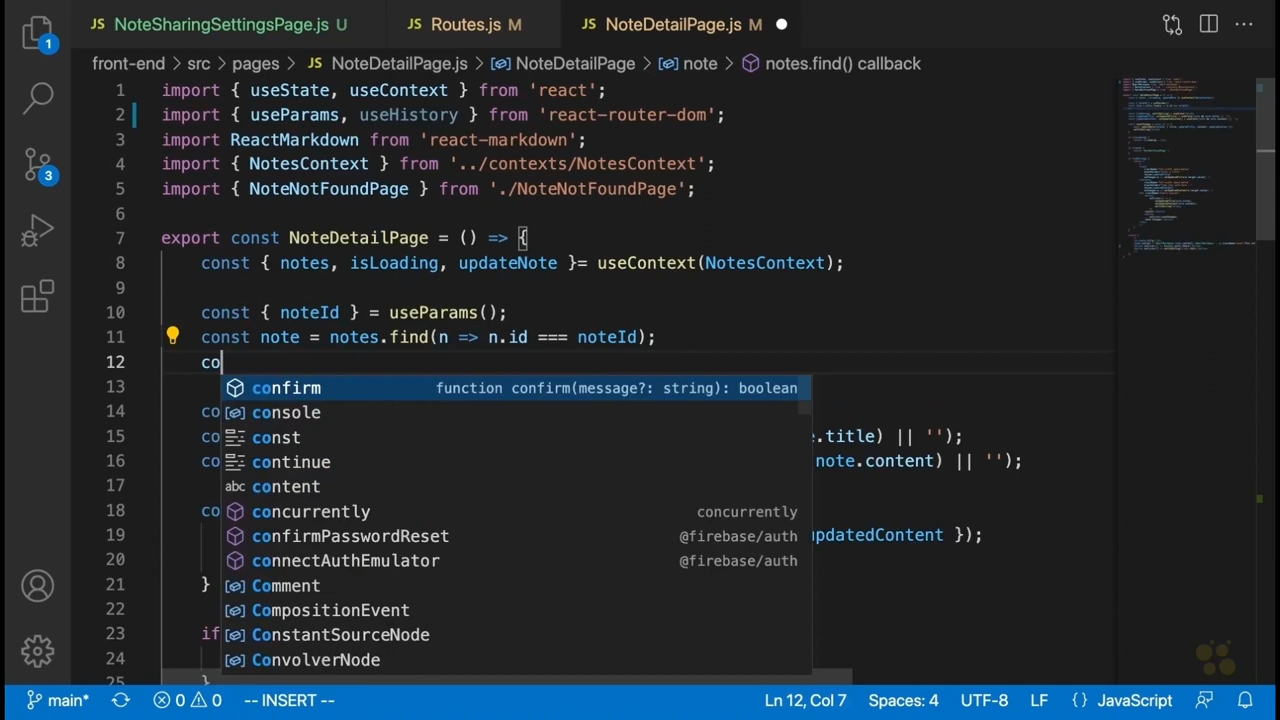 JS NoteSharingSettingsPage.js U
JS Routes.js M
JS NoteDetailPage.js M
front-end > src > pages > JS NoteDetailPage.js > NoteDetailPage > note > notes.find() callback
1 import { useState, useContext } from 'react';
2 import { useParams, useHistory } from 'react-router-dom';
3 import ReactMarkdown from 'react-markdown';
4 import { NotesContext } from '../contexts/NotesContext';
5 import { NoteNotFoundPage } from './NoteNotFoundPage';
6
7 export const NoteDetailPage = () => {
8 const { notes, isLoading, updateNote }= useContext(NotesContext);
9
10 const { noteId } = useParams();
11 const note = notes.find(n => n.id === noteId);
12 co
confirm function confirm(message?: string): boolean
13
console
14 co
const
15 co .title) || '');
continue
16 co note.content) || '');
content
17
concurrently concurrently
18 co
confirmPasswordReset @firebase/auth
19 updatedContent });
connectAuthEmulator @firebase/auth
20
Comment
21 }
CompositionEvent
22
ConstantSourceNode
23 if
ConvolverNode
24
25
1
3
main* 0 0 -- INSERT -- Ln 12, Col 7 Spaces: 4 UTF-8 LF {} JavaScript